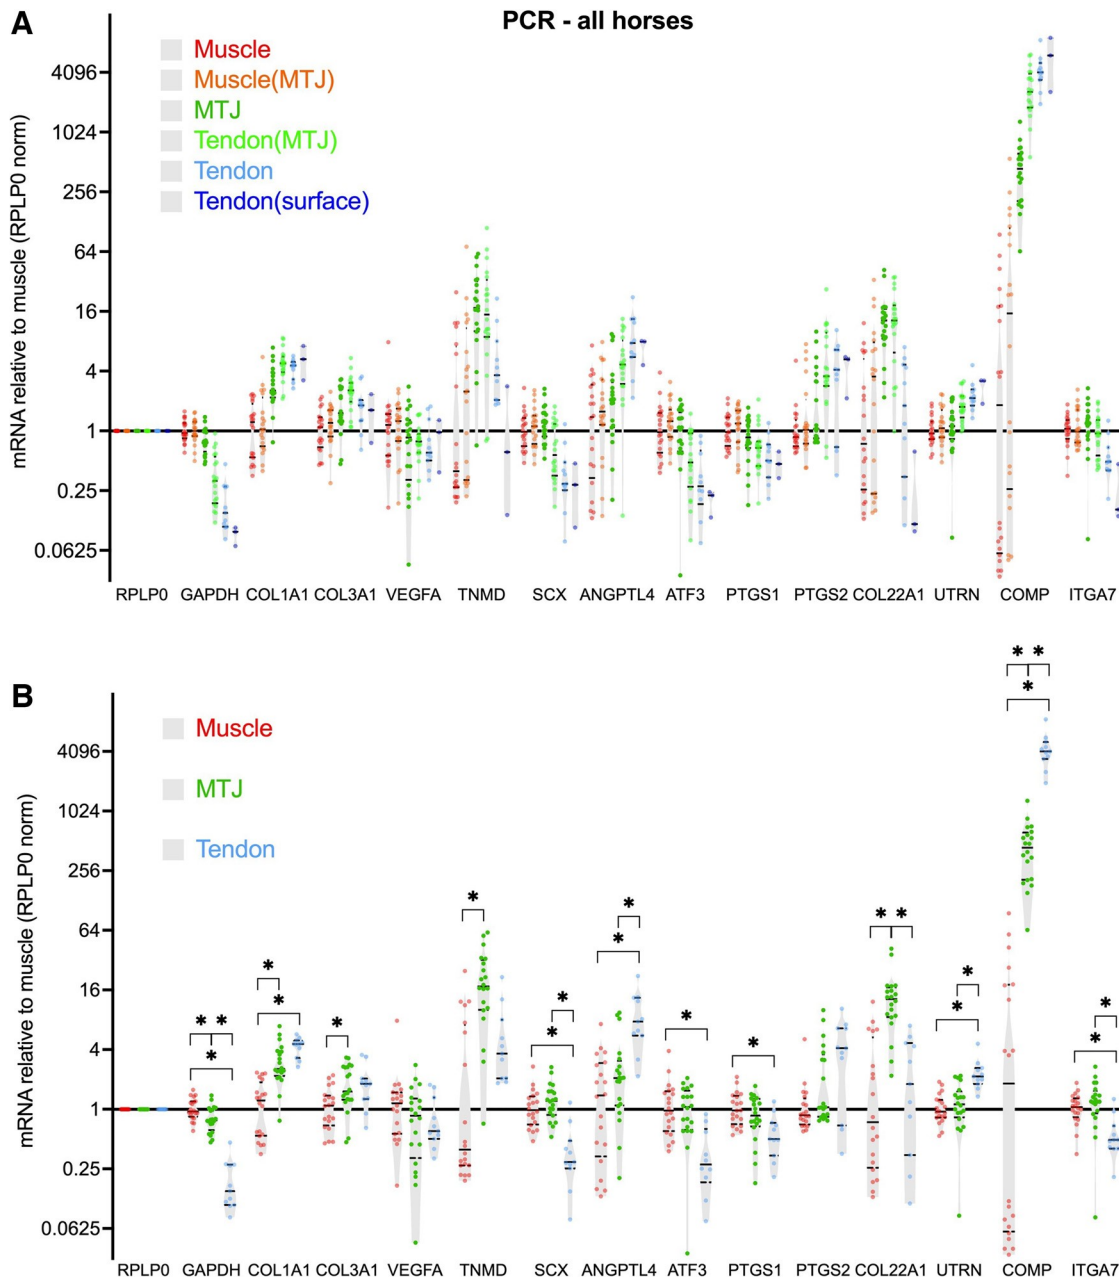 A
PCR - all horses
Muscle
Muscle(MTJ)
MTJ
Tendon(MTJ)
Tendon
Tendon(surface)
mRNA relative to muscle (RPLP0 norm)
4096
1024
256
64
16
4
1
0.25
0.0625
RPLP0 GAPDH COL1A1 COL3A1 VEGFA TNMD SCX ANGPTL4 ATF3 PTGS1 PTGS2 COL22A1 UTRN COMP ITGA7
B
Muscle
MTJ
Tendon
mRNA relative to muscle (RPLP0 norm)
4096
1024
256
64
16
4
1
0.25
0.0625
* * *
* * *
* *
*
*
* *
* *
*
*
* *
* *
* * *
* *
RPLP0 GAPDH COL1A1 COL3A1 VEGFA TNMD SCX ANGPTL4 ATF3 PTGS1 PTGS2 COL22A1 UTRN COMP ITGA7